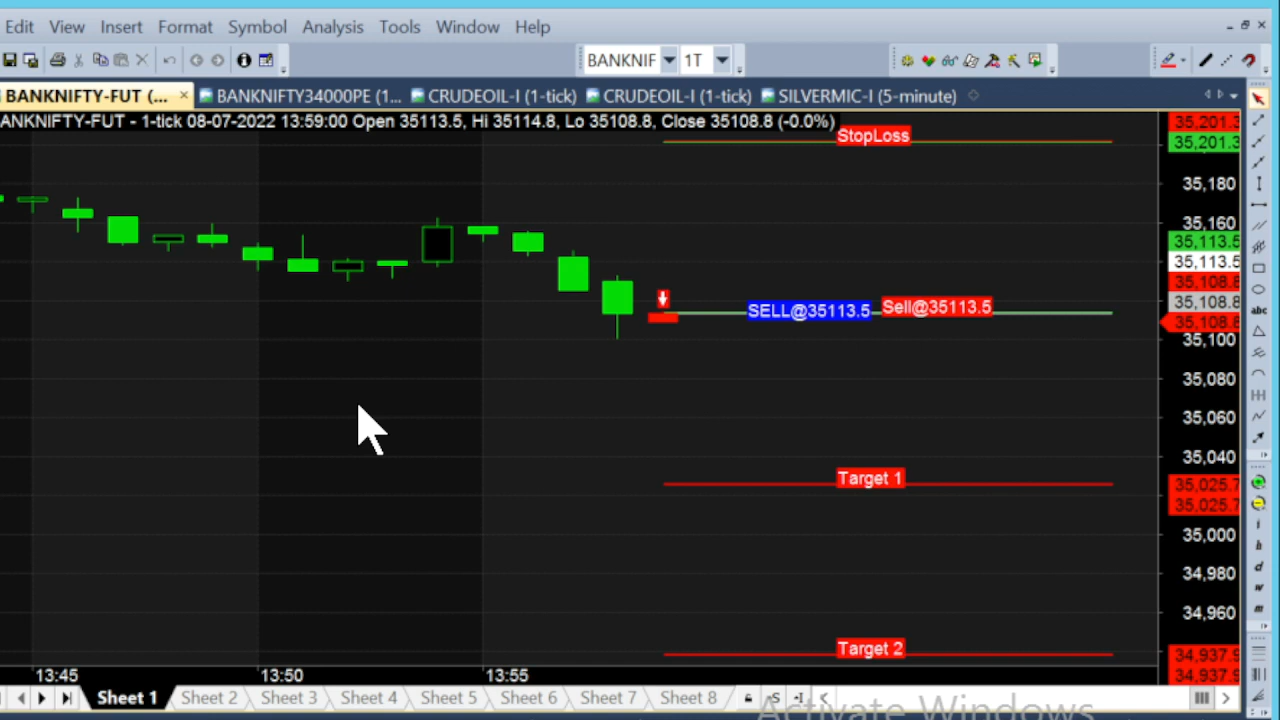 Edit View Insert Format Symbol Analysis Tools Window Help
BANKNIF 1T
BANKNIFTY-FUT (... BANKNIFTY34000PE (1... CRUDEOIL-I (1-tick) CRUDEOIL-I (1-tick) SILVERMIC-I (5-minute)
ANKNIFTY-FUT - 1-tick 08-07-2022 13:59:00 Open 35113.5, Hi 35114.8, Lo 35108.8, Close 35108.8 (-0.0%)
35,201.3
StopLoss
35,201.3
35,180
35,160
35,113.5
35,113.5
35,108.8
35,108.8
SELL@35113.5 Sell@35113.5
35,108.8
35,100
35,080
35,060
35,040
Target 1
35,025.7
35,025.7
35,000
34,980
34,960
Target 2
34,937.9
34,937.9
13:45 13:50 13:55
Sheet 1 Sheet 2 Sheet 3 Sheet 4 Sheet 5 Sheet 6 Sheet 7 Sheet 8
Activate Windows
abc
i
h
d
w
m